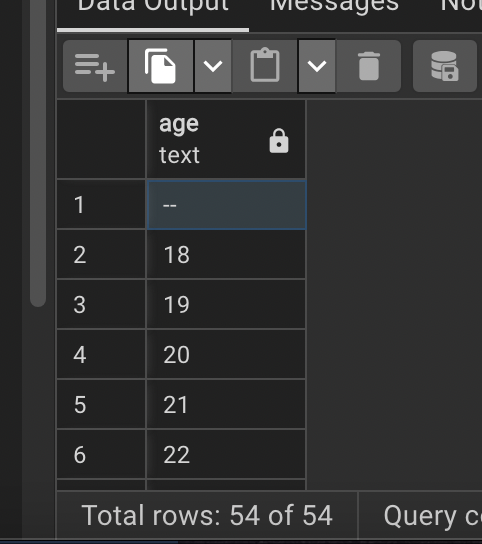 Data Output Messages Not
age
text
1 --
2 18
3 19
4 20
5 21
6 22
Total rows: 54 of 54 Query c